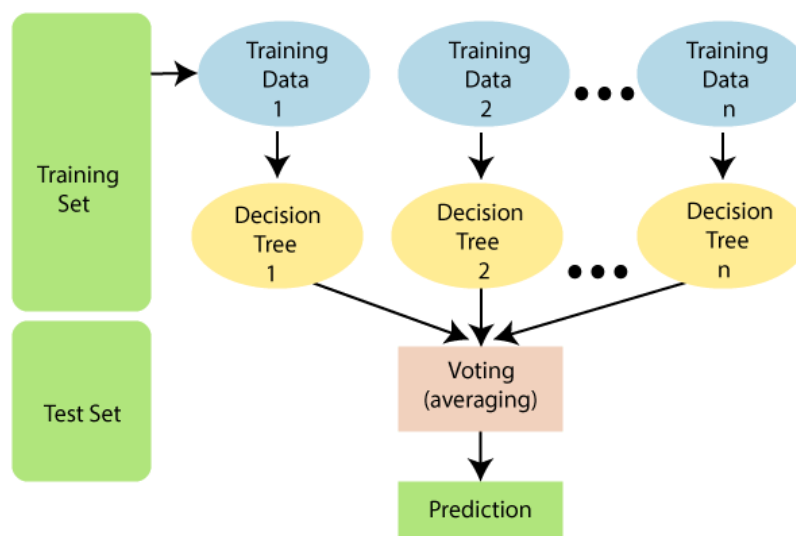 Training
Set
Test Set
Training
Data
1
Training
Data
2
Training
Data
n
Decision
Tree
1
Decision
Tree
2
Decision
Tree
n
Voting
(averaging)
Prediction